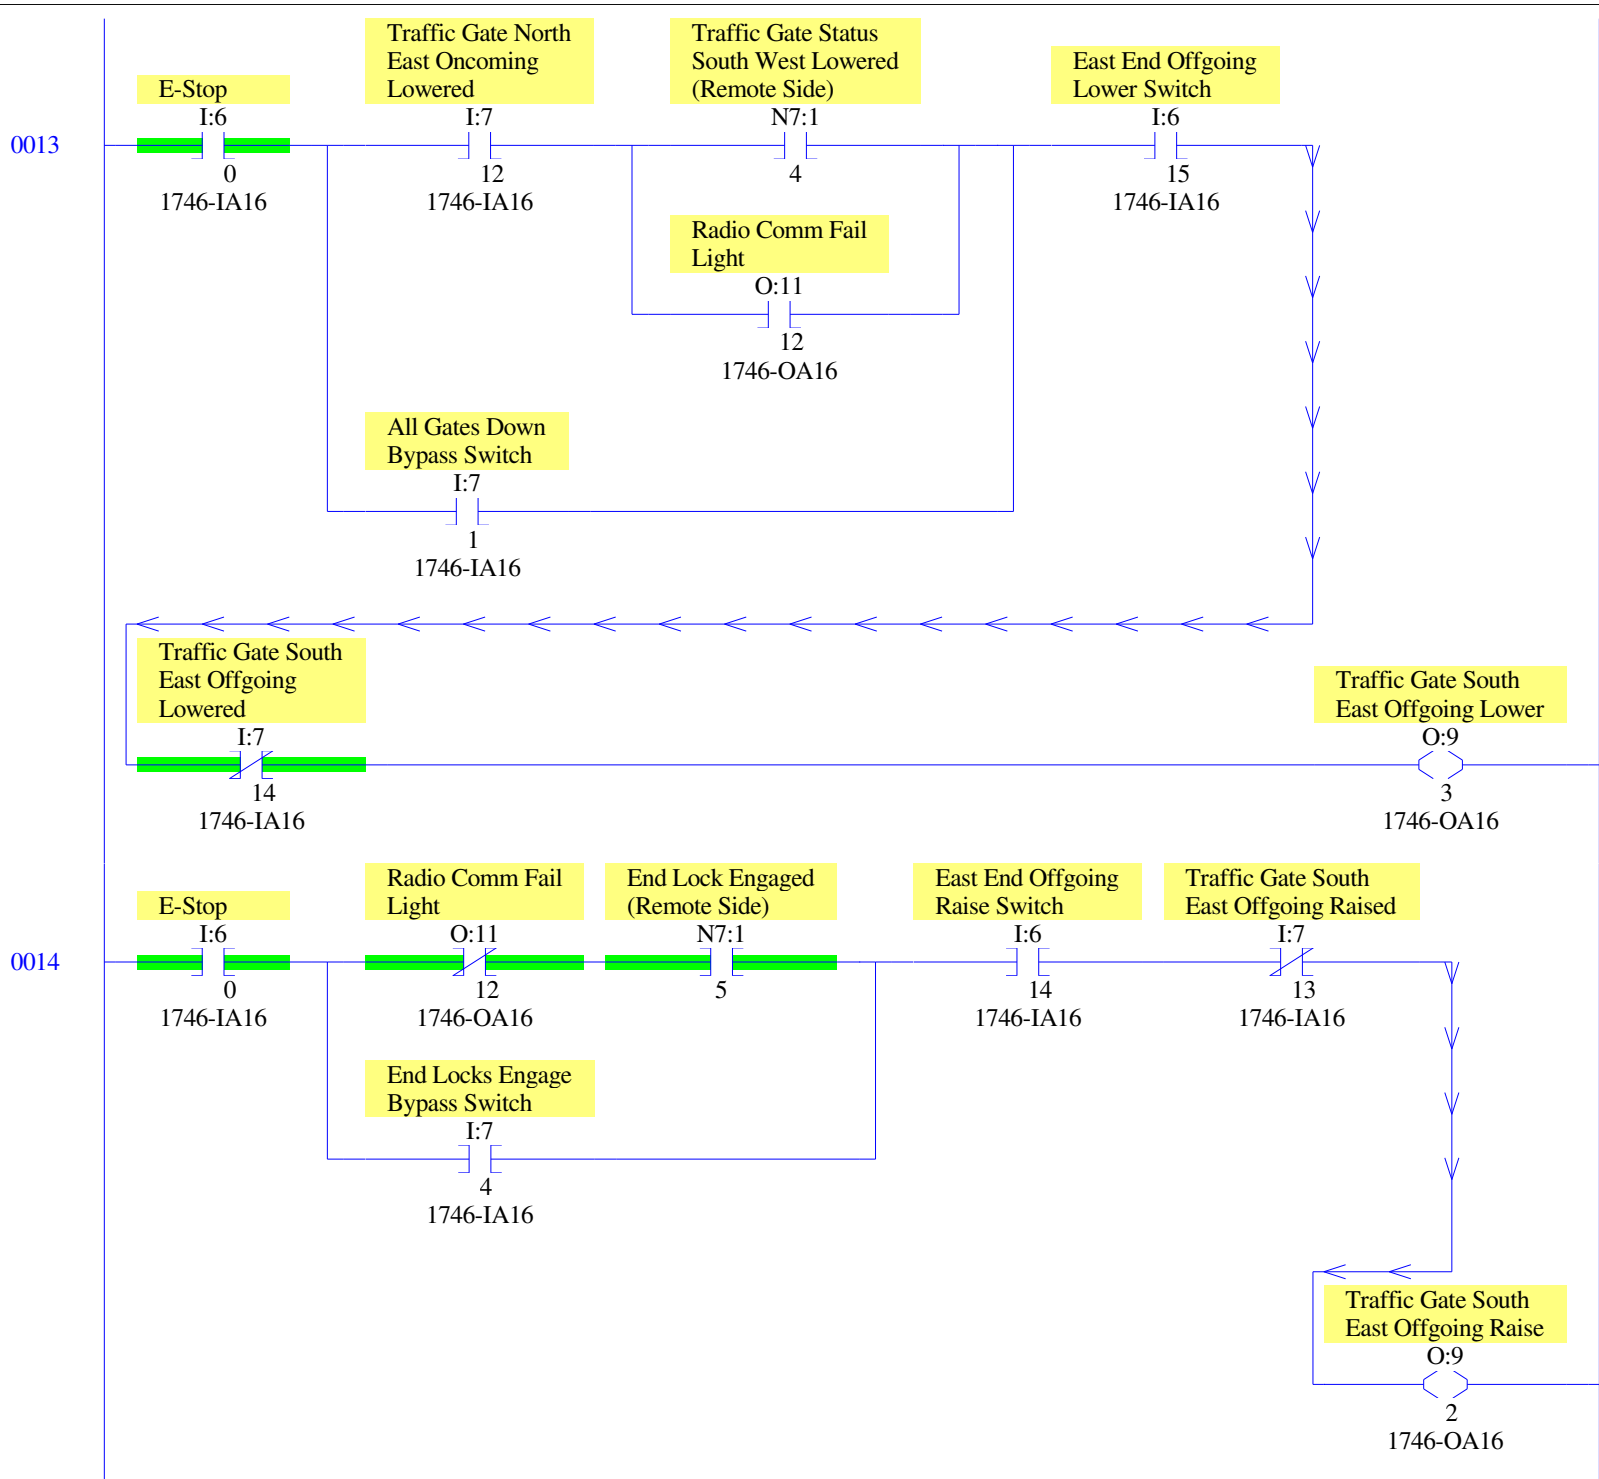 Traffic Gate North
East Oncoming
Lowered
Traffic Gate Status
South West Lowered
(Remote Side)
E-Stop
East End Offgoing
Lower Switch
I:6
I:7
N7:1
I:6
0013
0
12
4
15
1746-IA16
1746-IA16
1746-IA16
Radio Comm Fail
Light
O:11
12
1746-OA16
All Gates Down
Bypass Switch
I:7
1
1746-IA16
Traffic Gate South
East Offgoing
Lowered
I:7
14
1746-IA16
Traffic Gate South
East Offgoing Lower
O:9
3
1746-OA16
E-Stop
Radio Comm Fail
Light
End Lock Engaged
(Remote Side)
East End Offgoing
Raise Switch
Traffic Gate South
East Offgoing Raised
I:6
O:11
N7:1
I:6
I:7
0014
0
12
5
14
13
1746-IA16
1746-OA16
1746-IA16
1746-IA16
End Locks Engage
Bypass Switch
I:7
4
1746-IA16
Traffic Gate South
East Offgoing Raise
O:9
2
1746-OA16